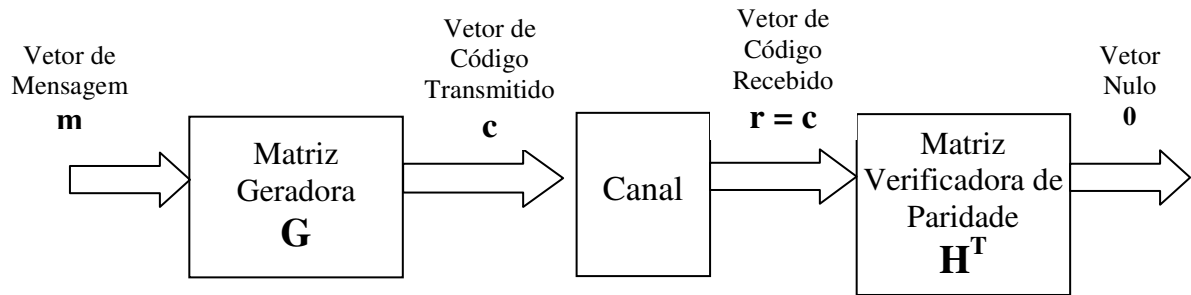 Vetor de
Mensagem
m
Matriz
Geradora
G
Vetor de
Código
Transmitido
c
Canal
Vetor de
Código
Recebido
r = c
Matriz
Verificadora de
Paridade
H^T
Vetor
Nulo
0